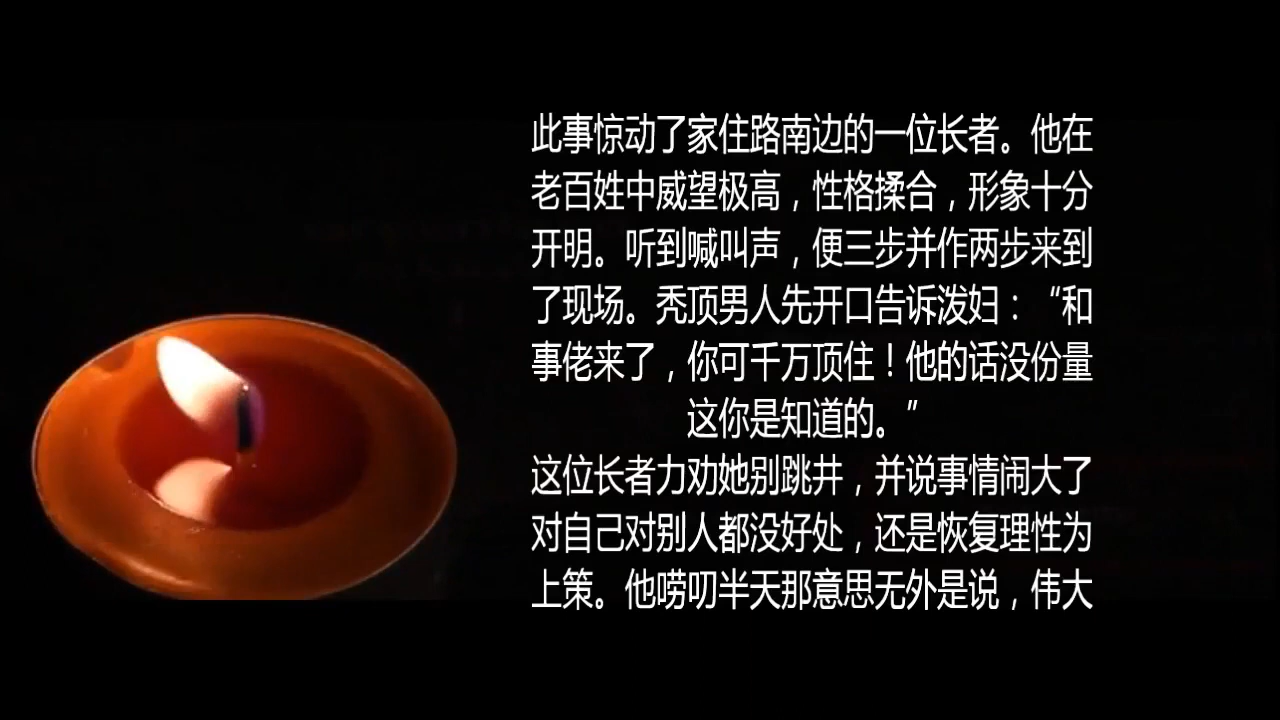 此事惊动了家住路南边的一位长者。他在
老百姓中威望极高，性格揉合，形象十分
开明。听到喊叫声，便三步并作两步来到
了现场。秃顶男人先开口告诉泼妇：“和
事佬来了，你可千万顶住！他的话没份量
这你是知道的。”
这位长者力劝她别跳井，并说事情闹大了
对自己对别人都没好处，还是恢复理性为
上策。他唠叨半天那意思无外是说，伟大